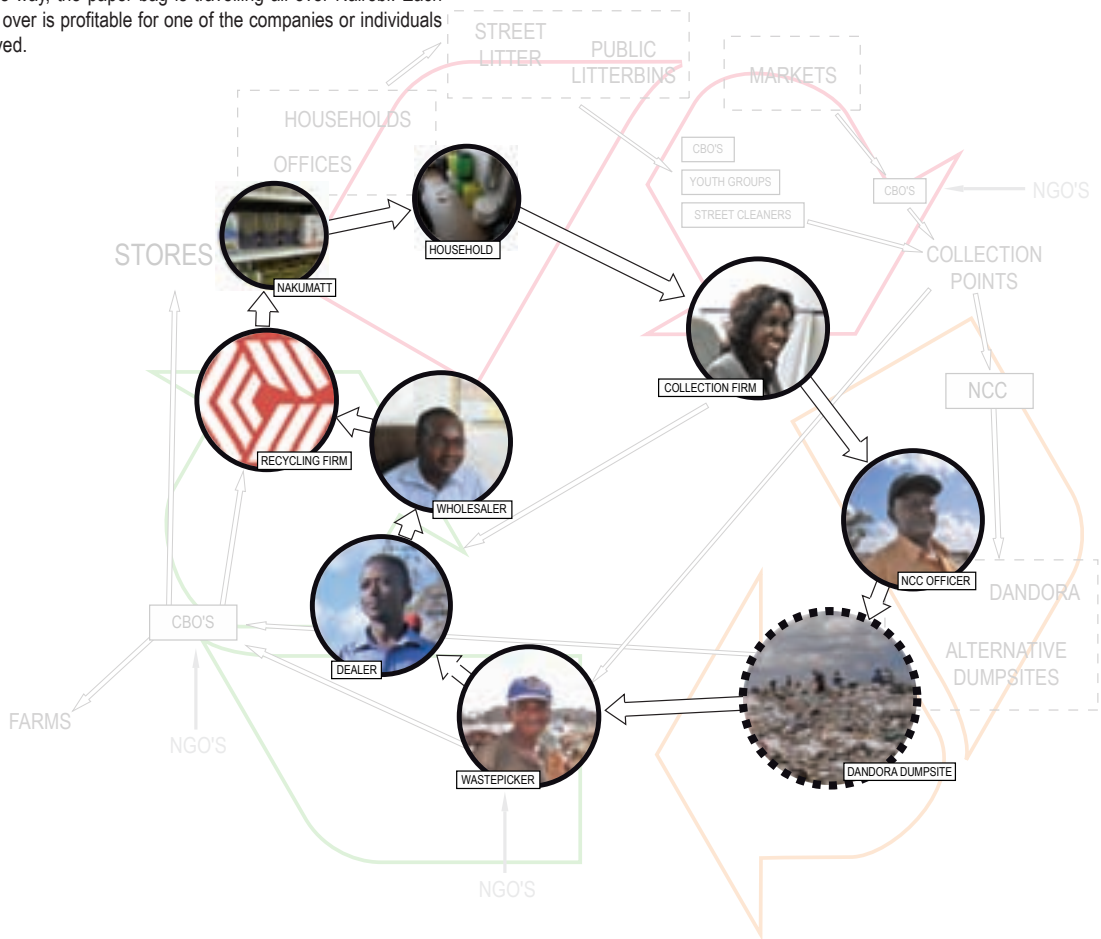 way, the paper bag is travelling all over Nairobi. Each
over is profitable for one of the companies or individuals
STREET
LITTER
PUBLIC
LITTERBINS
MARKETS
HOUSEHOLDS
OFFICES
CBO'S
YOUTH GROUPS
STREET CLEANERS
CBO'S
NGO'S
HOUSEHOLD
STORES
NAKUMATT
COLLECTION
POINTS
COLLECTION FIRM
NCC
RECYCLING FIRM
WHOLESALER
NCC OFFICER
DANDORA
CBO'S
ALTERNATIVE
DUMPSITES
DEALER
FARMS
NGO'S
WASTEPICKER
DANDORA DUMPSITE
NGO'S